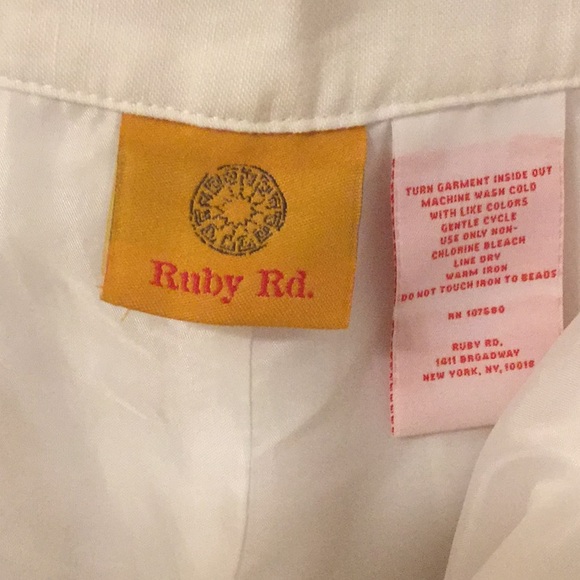 Ruby Rd.
TURN GARMENT INSIDE OUT
MACHINE WASH COLD
WITH LIKE COLORS
GENTLE CYCLE
USE ONLY NON-
CHLORINE BLEACH
LINE DRY
WARM IRON
DO NOT TOUCH IRON TO BEADS
RN 107580
RUBY RD.
1411 BROADWAY
NEW YORK, NY, 10018